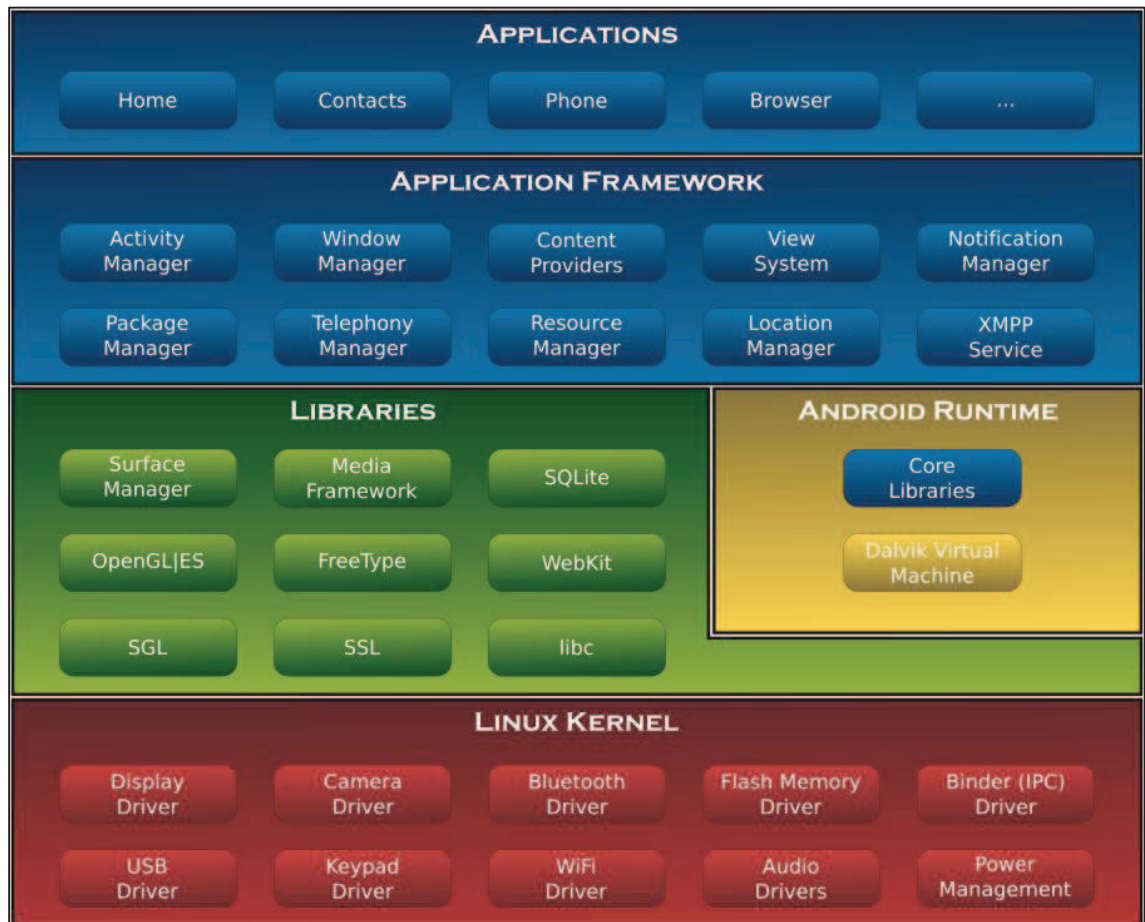 APPLICATIONS
Home
Contacts
Phone
Browser
...
APPLICATION FRAMEWORK
Activity
Manager
Window
Manager
Content
Providers
View
System
Notification
Manager
Package
Manager
Telephony
Manager
Resource
Manager
Location
Manager
XMPP
Service
LIBRARIES
Surface
Manager
Media
Framework
SQLite
OpenGL|ES
FreeType
WebKit
SGL
SSL
libc
ANDROID RUNTIME
Core
Libraries
Dalvik Virtual
Machine
LINUX KERNEL
Display
Driver
Camera
Driver
Bluetooth
Driver
Flash Memory
Driver
Binder (IPC)
Driver
USB
Driver
Keypad
Driver
WiFi
Driver
Audio
Drivers
Power
Management